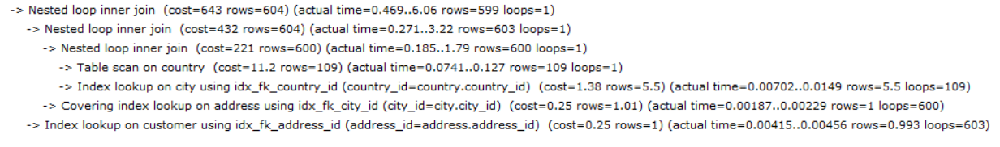 -> Nested loop inner join  (cost=643 rows=604) (actual time=0.469..6.06 rows=599 loops=1)
-> Nested loop inner join  (cost=432 rows=604) (actual time=0.271..3.22 rows=603 loops=1)
-> Nested loop inner join  (cost=221 rows=600) (actual time=0.185..1.79 rows=600 loops=1)
-> Table scan on country  (cost=11.2 rows=109) (actual time=0.0741..0.127 rows=109 loops=1)
-> Index lookup on city using idx_fk_country_id (country_id=country.country_id)  (cost=1.38 rows=5.5) (actual time=0.00702..0.0149 rows=5.5 loops=109)
-> Covering index lookup on address using idx_fk_city_id (city_id=city.city_id)  (cost=0.25 rows=1.01) (actual time=0.00187..0.00229 rows=1 loops=600)
-> Index lookup on customer using idx_fk_address_id (address_id=address.address_id)  (cost=0.25 rows=1) (actual time=0.00415..0.00456 rows=0.993 loops=603)